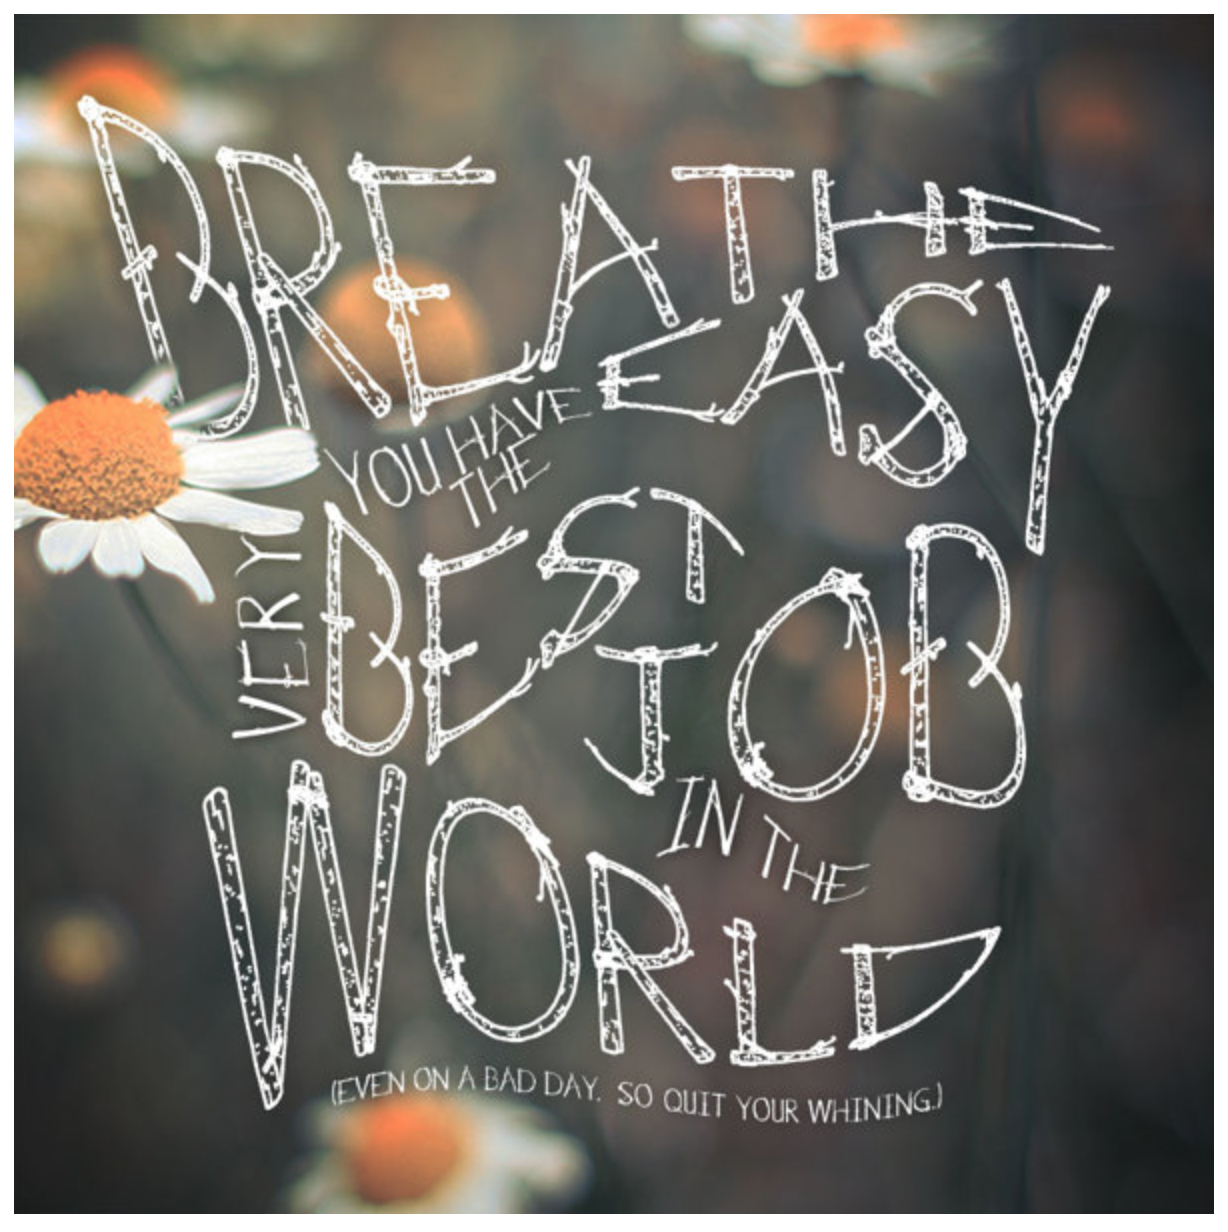 BREATHE
EASY
YOU HAVE
THE
VERY
BEST
JOB
IN THE
WORLD
(EVEN ON A BAD DAY. SO QUIT YOUR WHINING.)